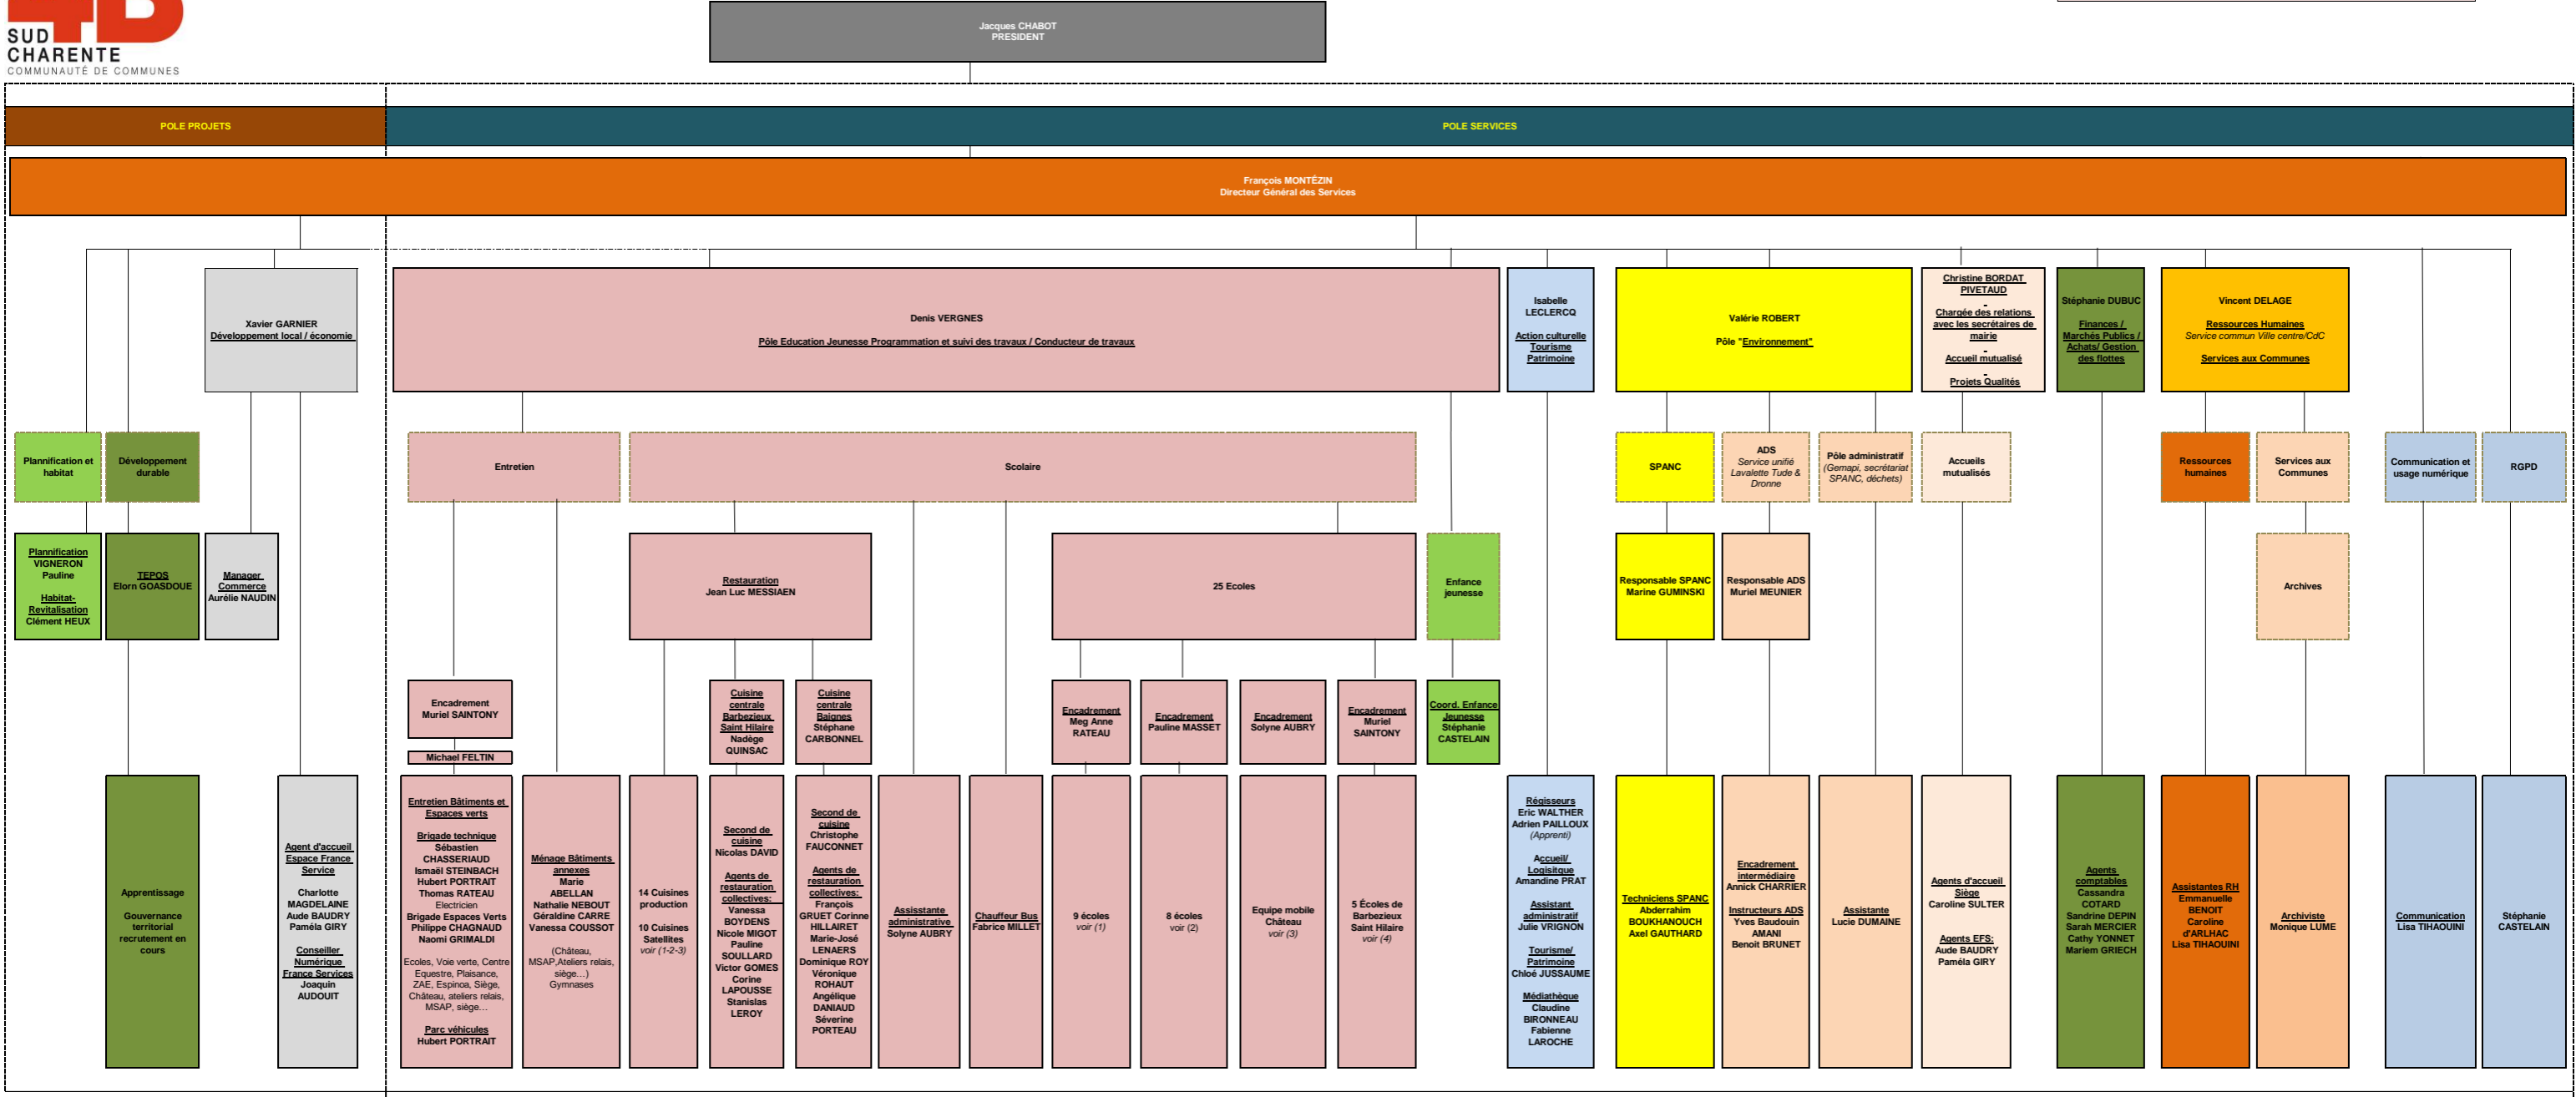 4B
SUD
CHARENTE
COMMUNAUTÉ DE COMMUNES
Jacques CHABOT
PRESIDENT
POLE PROJETS
POLE SERVICES
François MONTÉZIN
Directeur Général des Services
Xavier GARNIER
Développement local / économie
Denis VERGNES
Pôle Education Jeunesse Programmation et suivi des travaux / Conducteur de travaux
Isabelle
LECLERCQ
Action culturelle
Tourisme
Patrimoine
Valérie ROBERT
Pôle "Environnement"
Christine BORDAT
PIVETAUD
-
Chargée des relations
avec les secrétaires de
mairie
-
Accueil mutualisé
-
Projets Qualités
Stéphanie DUBUC
Finances /
Marchés Publics /
Achats/ Gestion
des flottes
Vincent DELAGE
Ressources Humaines
Service commun Ville centre/CdC
Services aux Communes
Plannification et
habitat
Développement
durable
Entretien
Scolaire
SPANC
ADS
Service unifié
Lavalette Tude &
Dronne
Pôle administratif
(Gemapi, secrétariat
SPANC, déchets)
Accueils
mutualisés
Ressources
humaines
Services aux
Communes
Communication et
usage numérique
RGPD
Plannification
VIGNERON
Pauline
Habitat-
Revitalisation
Clément HEUX
TEPOS
Elorn GOASDOUE
Manager
Commerce
Aurélie NAUDIN
Restauration
Jean Luc MESSIAEN
25 Ecoles
Enfance
jeunesse
Responsable SPANC
Marine GUMINSKI
Responsable ADS
Muriel MEUNIER
Archives
Encadrement
Muriel SAINTONY
Michael FELTIN
Cuisine
centrale
Barbezieux
Saint Hilaire
Nadège
QUINSAC
Cuisine
centrale
Baignes
Stéphane
CARBONNEL
Encadrement
Meg Anne
RATEAU
Encadrement
Pauline MASSET
Encadrement
Solyne AUBRY
Encadrement
Muriel
SAINTONY
Coord. Enfance
Jeunesse
Stéphanie
CASTELAIN
Apprentissage
Gouvernance
territorial
recrutement en
cours
Agent d'accueil
Espace France
Service
Charlotte
MAGDELAINE
Aude BAUDRY
Paméla GIRY
Conseiller
Numérique
France Services
Joaquin
AUDOUIT
Entretien Bâtiments et
Espaces verts
Brigade technique
Sébastien
CHASSERIAUD
Ismaël STEINBACH
Hubert PORTRAIT
Thomas RATEAU
Electricien
Brigade Espaces Verts
Philippe CHAGNAUD
Naomi GRIMALDI
Ecoles, Voie verte, Centre
Equestre, Plaisance,
ZAE, Espinoa, Siège,
Château, ateliers relais,
MSAP, siège...
Parc véhicules
Hubert PORTRAIT
Ménage Bâtiments
annexes
Marie
ABELLAN
Nathalie NEBOUT
Géraldine CARRE
Vanessa COUSSOT
(Château,
MSAP,Ateliers relais,
siège...)
Gymnases
14 Cuisines
production
10 Cuisines
Satellites
voir (1-2-3)
Second de
cuisine
Nicolas DAVID
Agents de
restauration
collectives:
Vanessa
BOYDENS
Nicole MIGOT
Pauline
SOULLARD
Victor GOMES
Corine
LAPOUSSE
Stanislas
LEROY
Second de
cuisine
Christophe
FAUCONNET
Agents de
restauration
collectives:
François
GRUET Corinne
HILLAIRET
Marie-José
LENAERS
Dominique ROY
Véronique
ROHAUT
Angélique
DANIAUD
Séverine
PORTEAU
Assisstante
administrative
Solyne AUBRY
Chauffeur Bus
Fabrice MILLET
9 écoles
voir (1)
8 écoles
voir (2)
Equipe mobile
Château
voir (3)
5 Écoles de
Barbezieux
Saint Hilaire
voir (4)
Régisseurs
Eric WALTHER
Adrien PAILLOUX
(Apprenti)
Accueil/
Logisitque
Amandine PRAT
Assistant
administratif
Julie VRIGNON
Tourisme/
Patrimoine
Chloé JUSSAUME
Médiathèque
Claudine
BIRONNEAU
Fabienne
LAROCHE
Techniciens SPANC
Abderrahim
BOUKHANOUCH
Axel GAUTHARD
Encadrement
intermédiaire
Annick CHARRIER
Instructeurs ADS
Yves Baudouin
AMANI
Benoit BRUNET
Assistante
Lucie DUMAINE
Agents d'accueil
Siège
Caroline SULTER
Agents EFS:
Aude BAUDRY
Paméla GIRY
Agents
comptables
Cassandra
COTARD
Sandrine DEPIN
Sarah MERCIER
Cathy YONNET
Mariem GRIECH
Assistantes RH
Emmanuelle
BENOIT
Caroline
d'ARLHAC
Lisa TIHAOUINI
Archiviste
Monique LUME
Communication
Lisa TIHAOUINI
Stéphanie
CASTELAIN